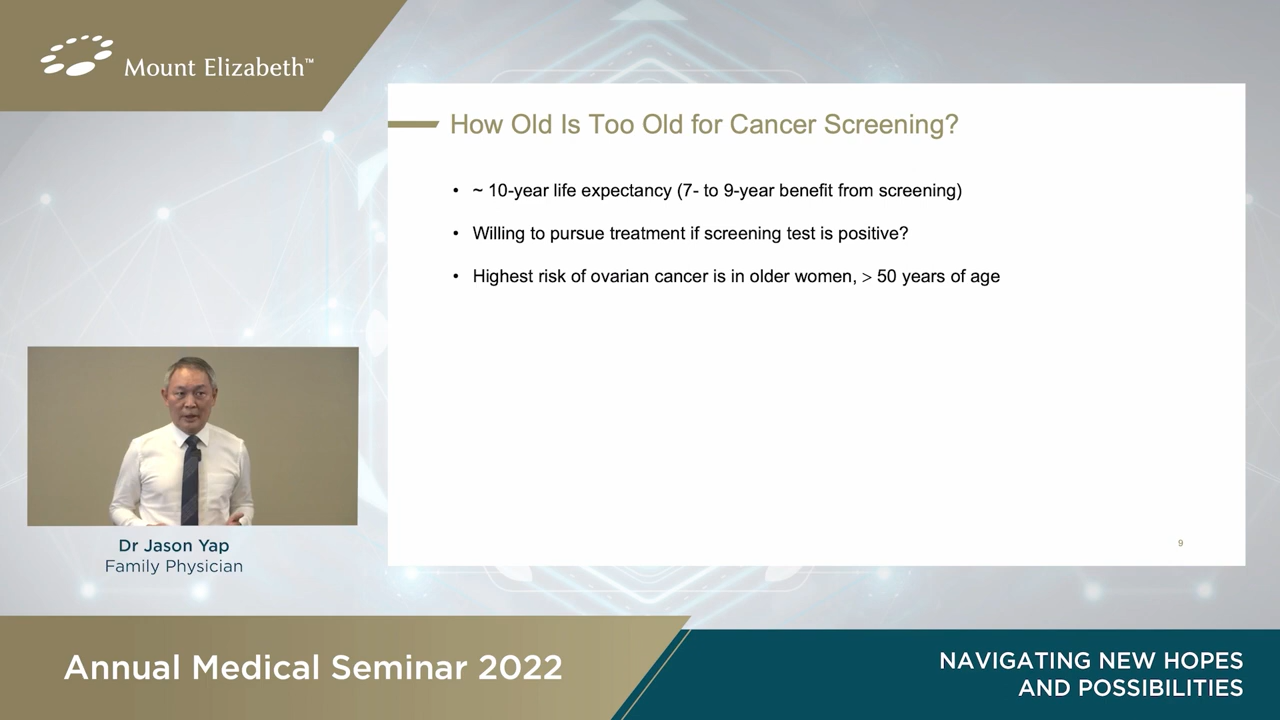 Mount Elizabeth™
How Old Is Too Old for Cancer Screening?
• ~ 10-year life expectancy (7- to 9-year benefit from screening)
• Willing to pursue treatment if screening test is positive?
• Highest risk of ovarian cancer is in older women, > 50 years of age
9
Dr Jason Yap
Family Physician
Annual Medical Seminar 2022
NAVIGATING NEW HOPES
AND POSSIBILITIES